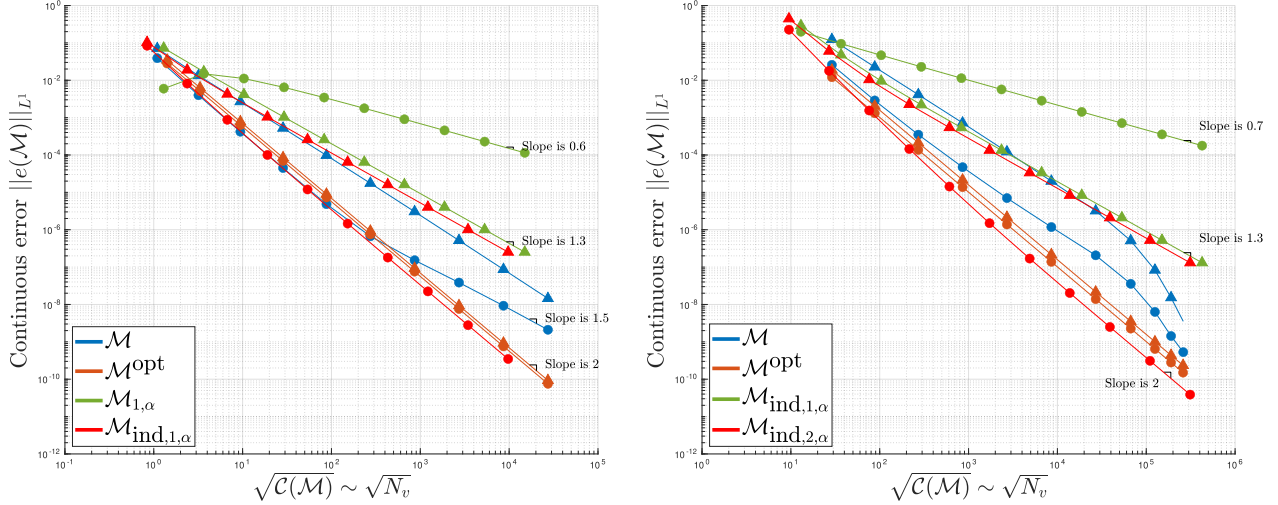 Continuous error ||e(ℳ)||_{L^1}
10^0
10^-2
10^-4
10^-6
10^-8
10^-10
10^-12
Slope is 0.6
Slope is 1.3
Slope is 1.5
Slope is 2
ℳ
ℳ^opt
ℳ_{1,α}
ℳ_{ind,1,α}
10^-1 10^0 10^1 10^2 10^3 10^4 10^5
√𝒞(ℳ) ∼ √N_v
Continuous error ||e(ℳ)||_{L^1}
10^0
10^-2
10^-4
10^-6
10^-8
10^-10
10^-12
Slope is 0.7
Slope is 1.3
Slope is 2
ℳ
ℳ^opt
ℳ_{ind,1,α}
ℳ_{ind,2,α}
10^0 10^1 10^2 10^3 10^4 10^5 10^6
√𝒞(ℳ) ∼ √N_v